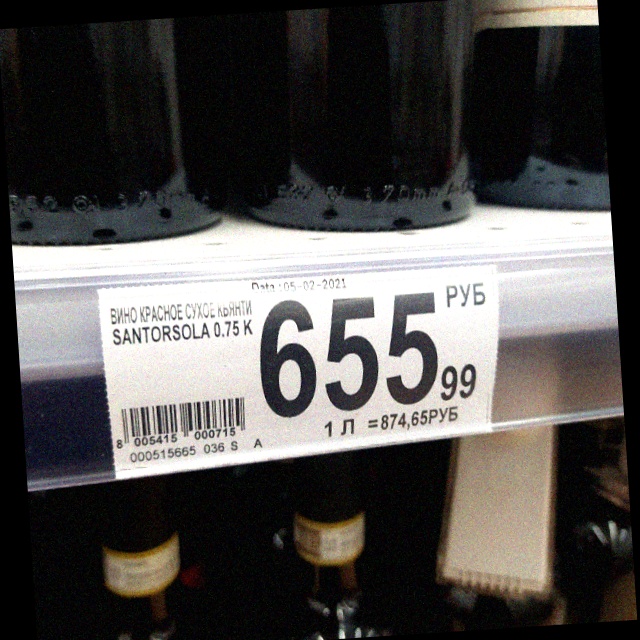 Data :05-02-2021
ВИНО КРАСНОЕ СУХОЕ КЬЯНТИ
SANTORSOLA 0.75 K
655 99 РУБ
1 Л =874,65РУБ
8 005415 000715
000515665 036 S A